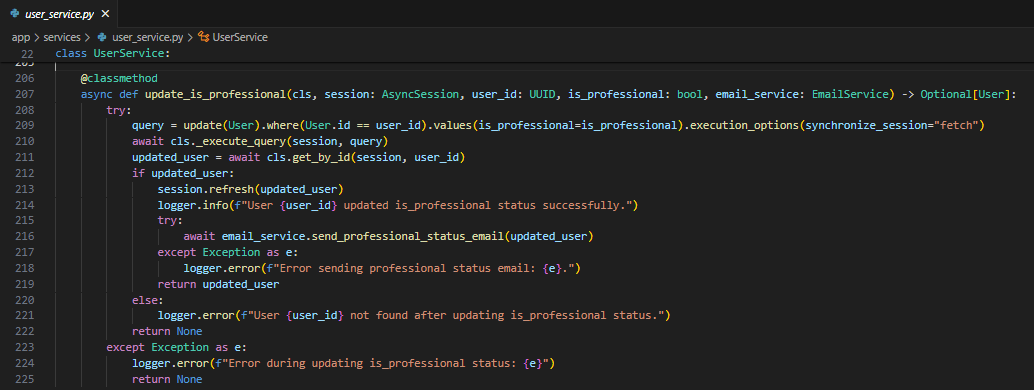 user_service.py ×
app > services > user_service.py > UserService
22 class UserService:
205
206 @classmethod
207 async def update_is_professional(cls, session: AsyncSession, user_id: UUID, is_professional: bool, email_service: EmailService) -> Optional[User]:
208 try:
209 query = update(User).where(User.id == user_id).values(is_professional=is_professional).execution_options(synchronize_session="fetch")
210 await cls._execute_query(session, query)
211 updated_user = await cls.get_by_id(session, user_id)
212 if updated_user:
213 session.refresh(updated_user)
214 logger.info(f"User {user_id} updated is_professional status successfully.")
215 try:
216 await email_service.send_professional_status_email(updated_user)
217 except Exception as e:
218 logger.error(f"Error sending professional status email: {e}.")
219 return updated_user
220 else:
221 logger.error(f"User {user_id} not found after updating is_professional status.")
222 return None
223 except Exception as e:
224 logger.error(f"Error during updating is_professional status: {e}")
225 return None